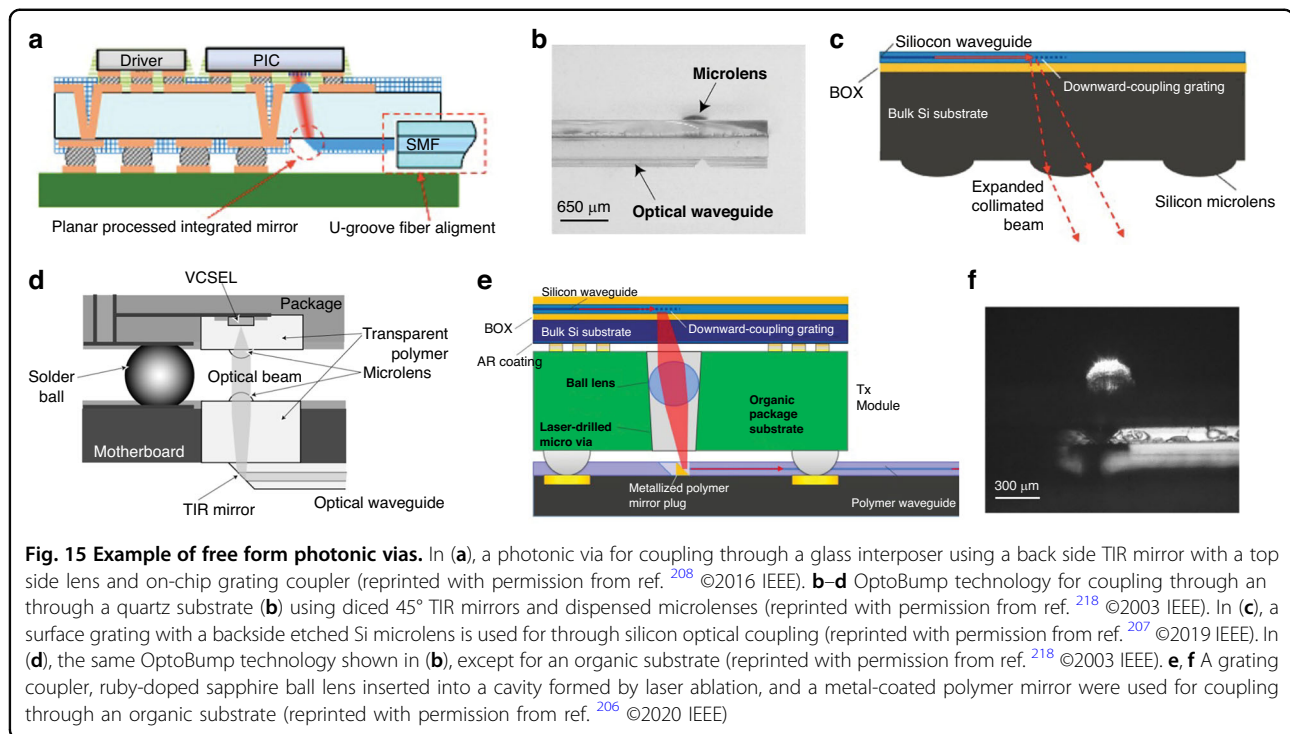 a
Driver
PIC
SMF
Planar processed integrated mirror
U-groove fiber aligment
b
Microlens
Optical waveguide
650 μm
c
Siliocon waveguide
BOX
Downward-coupling grating
Bulk Si substrate
Expanded
collimated
beam
Silicon microlens
d
VCSEL
Package
Transparent
polymer
Microlens
Solder
ball
Optical beam
Motherboard
TIR mirror
Optical waveguide
e
Silicon waveguide
BOX
Bulk Si substrate
Downward-coupling grating
AR coating
Ball lens
Organic
package
substrate
Tx
Module
Laser-drilled
micro via
Metallized polymer
mirror plug
Polymer waveguide
f
300 μm
Fig. 15 Example of free form photonic vias. In (a), a photonic via for coupling through a glass interposer using a back side TIR mirror with a top
side lens and on-chip grating coupler (reprinted with permission from ref. 208 ©2016 IEEE). b–d OptoBump technology for coupling through an
through a quartz substrate (b) using diced 45° TIR mirrors and dispensed microlenses (reprinted with permission from ref. 218 ©2003 IEEE). In (c), a
surface grating with a backside etched Si microlens is used for through silicon optical coupling (reprinted with permission from ref. 207 ©2019 IEEE). In
(d), the same OptoBump technology shown in (b), except for an organic substrate (reprinted with permission from ref. 218 ©2003 IEEE). e, f A grating
coupler, ruby-doped sapphire ball lens inserted into a cavity formed by laser ablation, and a metal-coated polymer mirror were used for coupling
through an organic substrate (reprinted with permission from ref. 206 ©2020 IEEE)